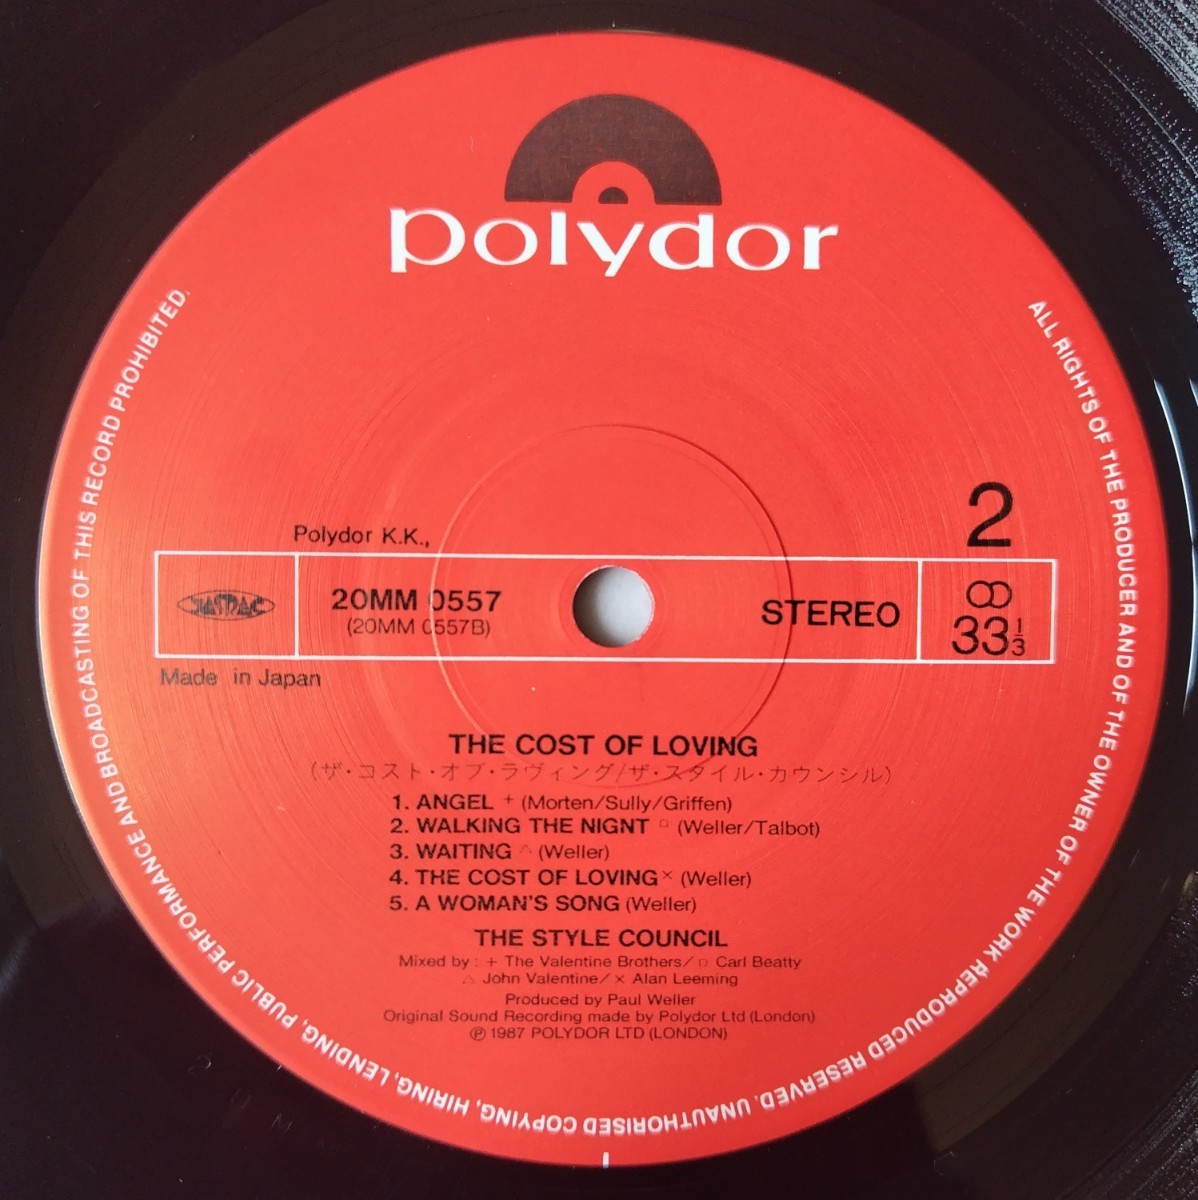 polydor
Polydor K.K.,
2
JASRAC
20MM 0557
(20MM 0557B)
STEREO
33 1/3
Made in Japan
THE COST OF LOVING
(ザ・コスト・オブ・ラヴィング/ザ・スタイル・カウンシル)
1. ANGEL + (Morten/Sully/Griffen)
2. WALKING THE NIGNT □ (Weller/Talbot)
3. WAITING △ (Weller)
4. THE COST OF LOVING × (Weller)
5. A WOMAN'S SONG (Weller)
THE STYLE COUNCIL
Mixed by : + The Valentine Brothers/ □ Carl Beatty
△ John Valentine/ × Alan Leeming
Produced by Paul Weller
Original Sound Recording made by Polydor Ltd (London)
℗ 1987 POLYDOR LTD (LONDON)
ALL RIGHTS OF THE PRODUCER AND OF THE OWNER OF THE WORK REPRODUCED RESERVED. UNAUTHORISED COPYING, HIRING, LENDING, PUBLIC PERFORMANCE AND BROADCASTING OF THIS RECORD PROHIBITED.